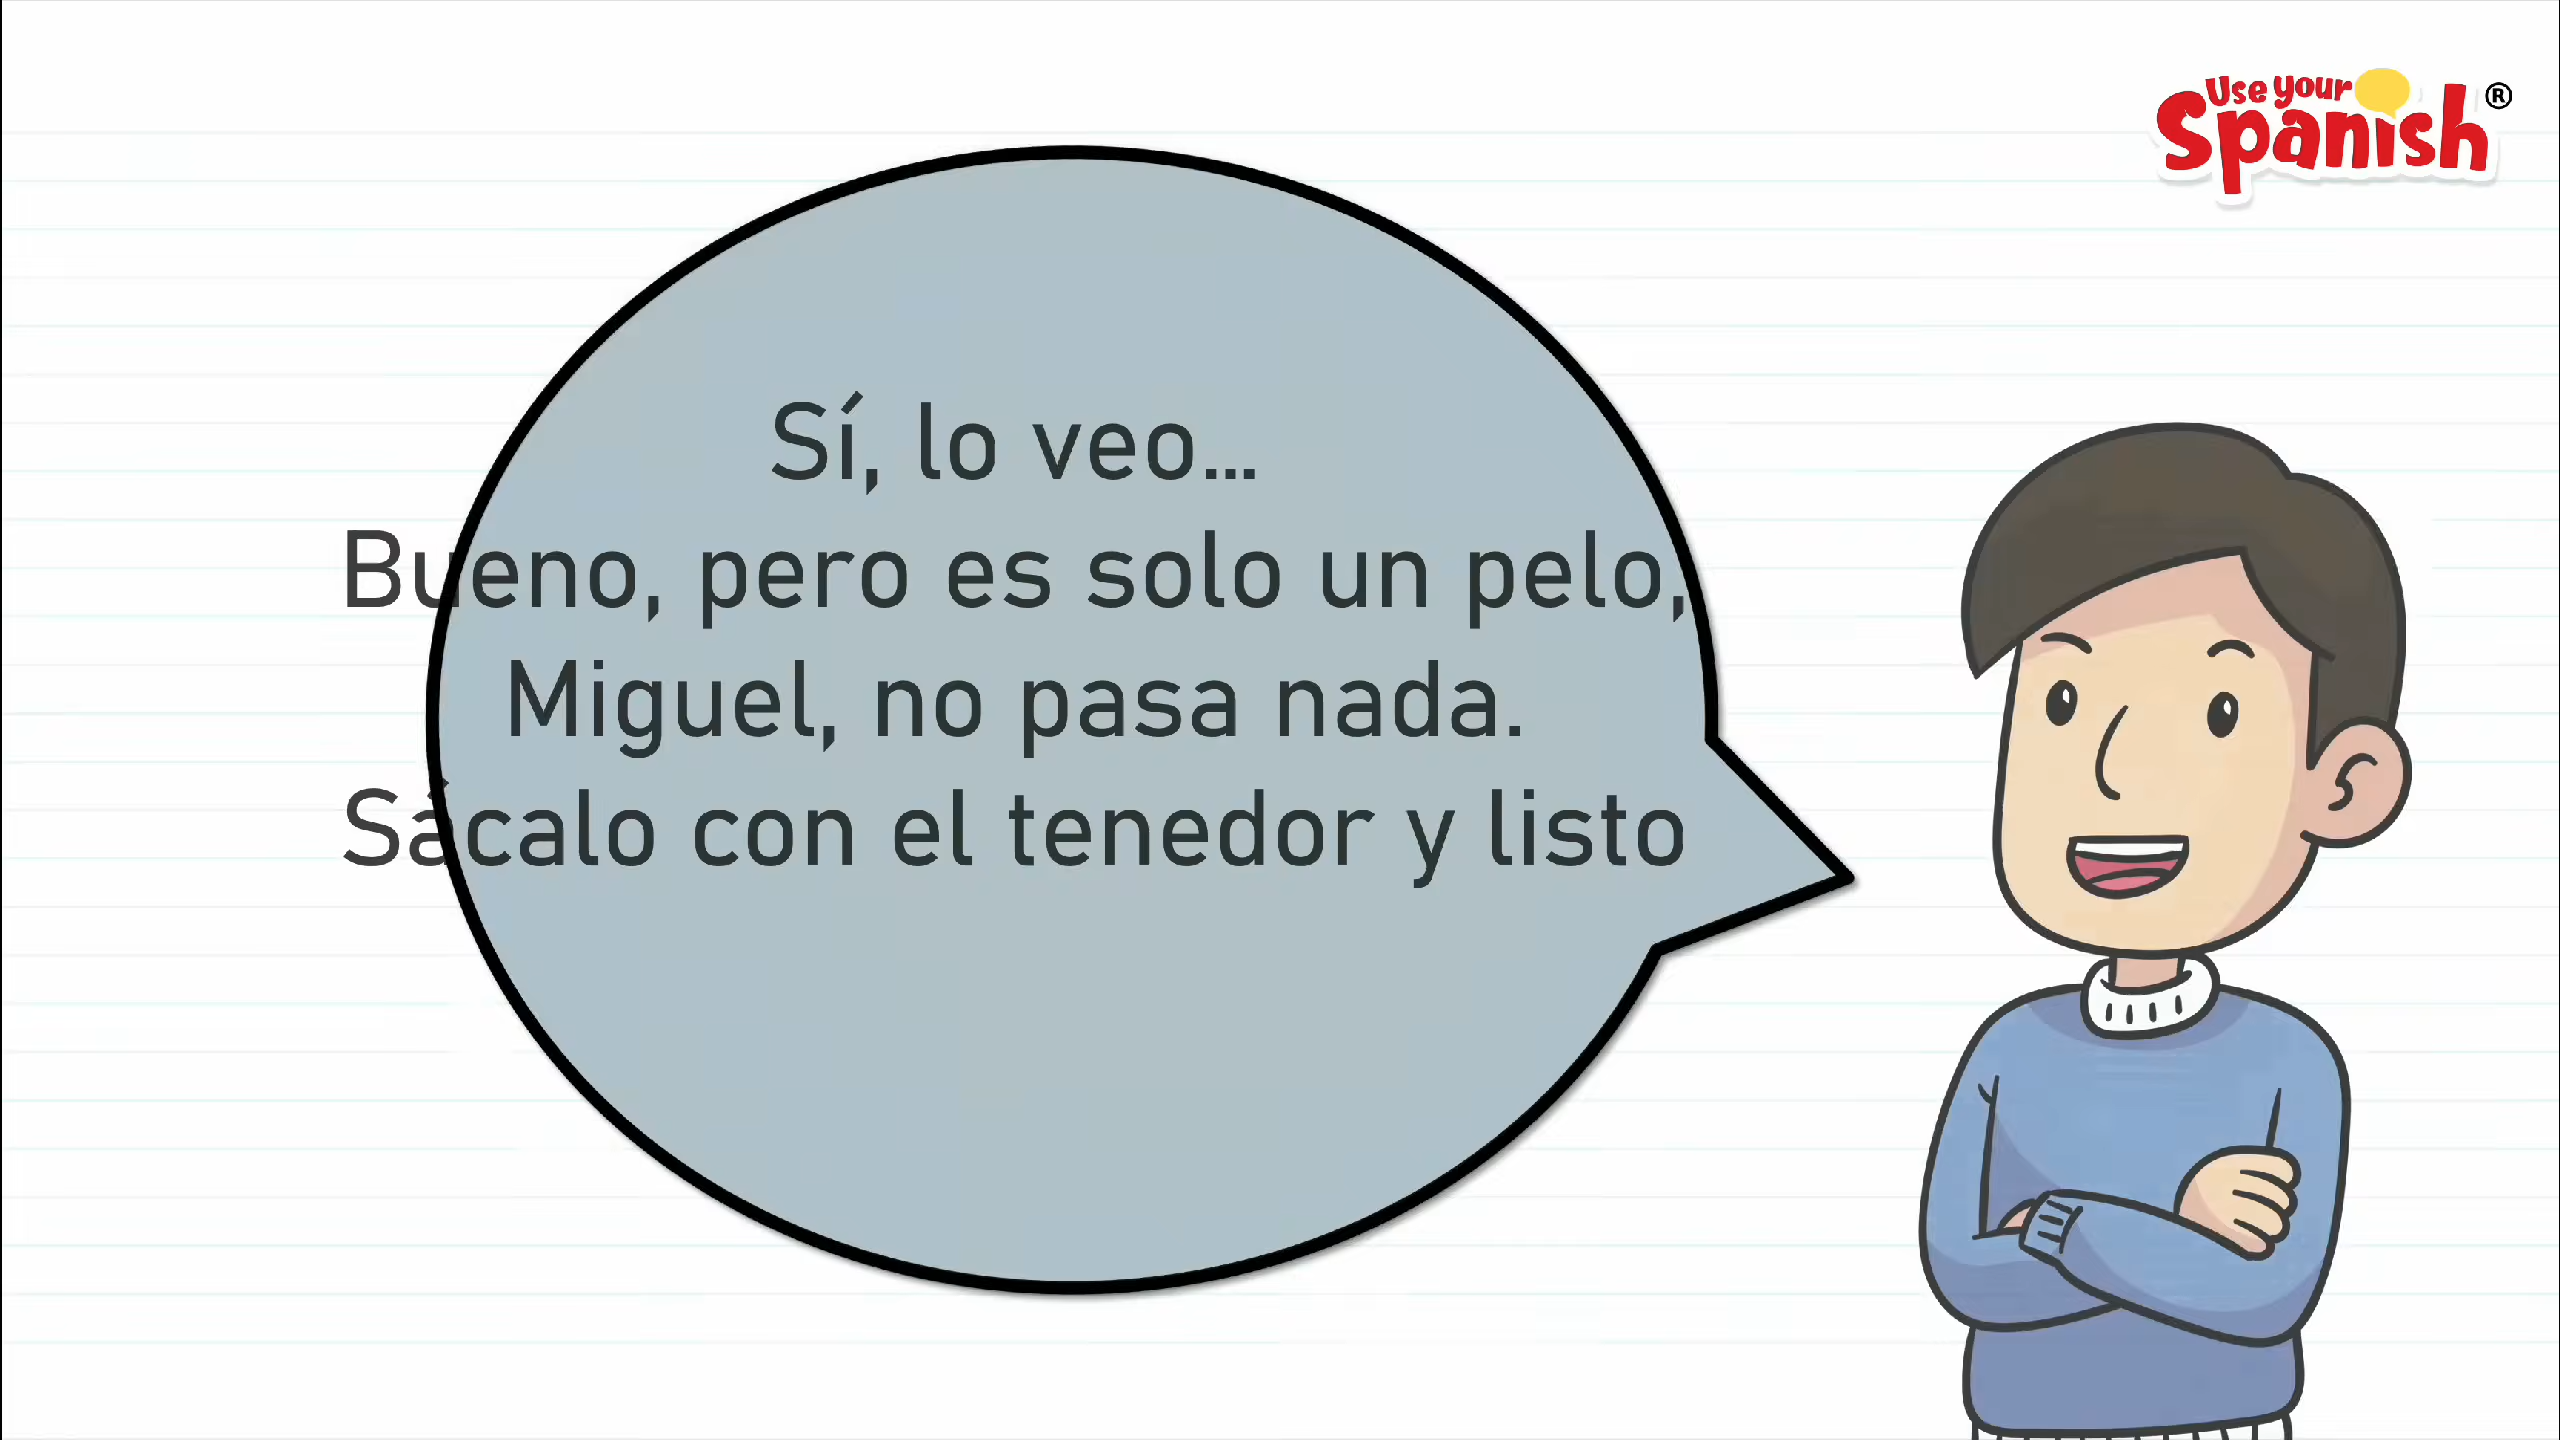 Use your
Spanish®
Sí, lo veo...
Bueno, pero es solo un pelo,
Miguel, no pasa nada.
Sácalo con el tenedor y listo